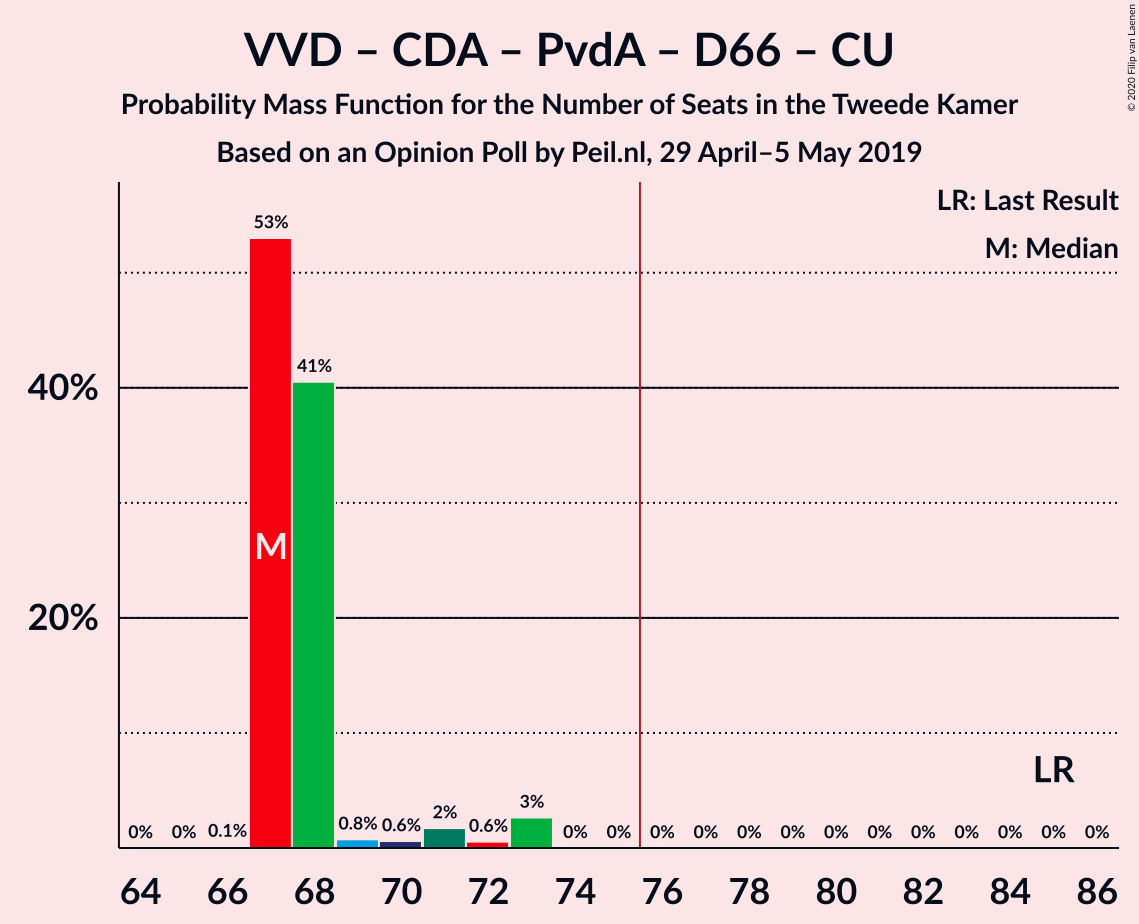 VVD – CDA – PvdA – D66 – CU
Probability Mass Function for the Number of Seats in the Tweede Kamer
Based on an Opinion Poll by Peil.nl, 29 April–5 May 2019
© 2020 Filip van Laenen
LR: Last Result
M: Median
53%
41%
40%
M
20%
LR
0% 0% 0.1% 0.8% 0.6% 2% 0.6% 3% 0% 0% 0% 0% 0% 0% 0% 0% 0% 0% 0% 0% 0%
64 66 68 70 72 74 76 78 80 82 84 86